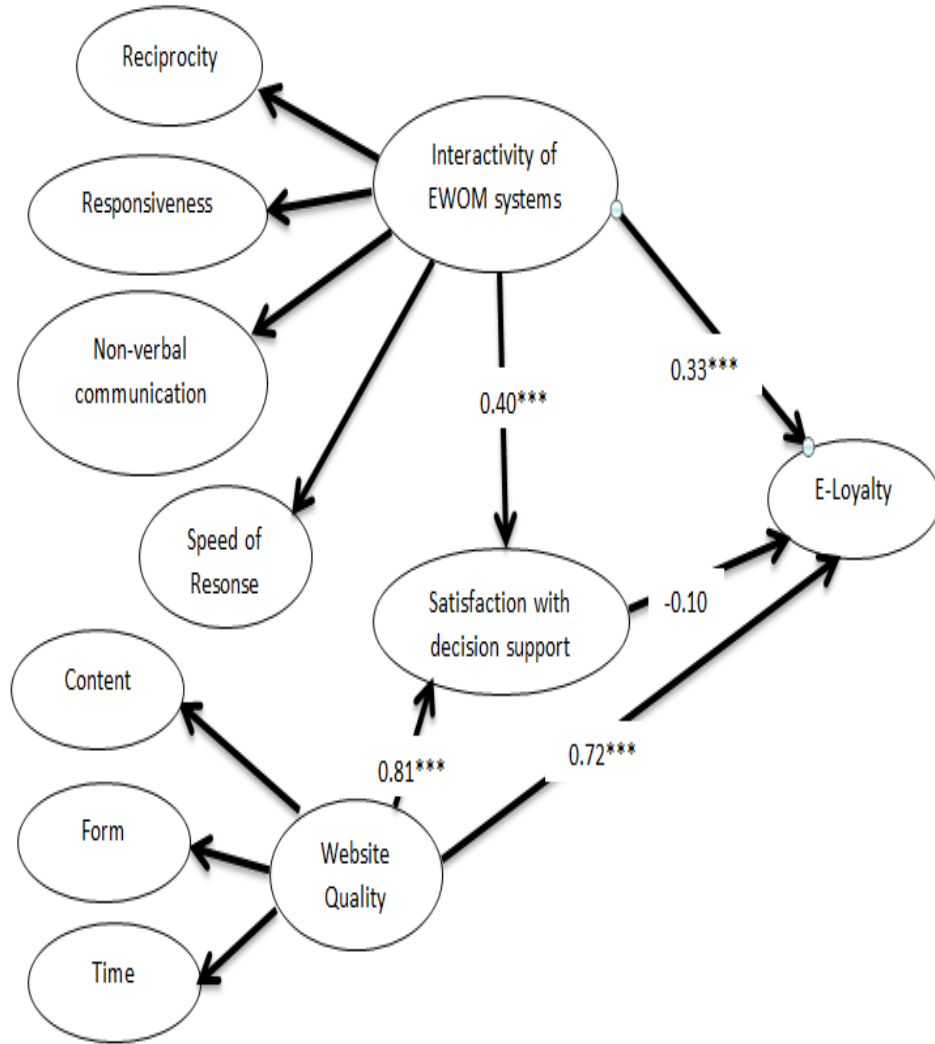 Reciprocity
Interactivity of
EWOM systems
Responsiveness
Non-verbal
communication
0.33***
0.40***
E-Loyalty
Speed of
Resonse
Satisfaction with
decision support
-0.10
Content
0.81***
0.72***
Form
Website
Quality
Time